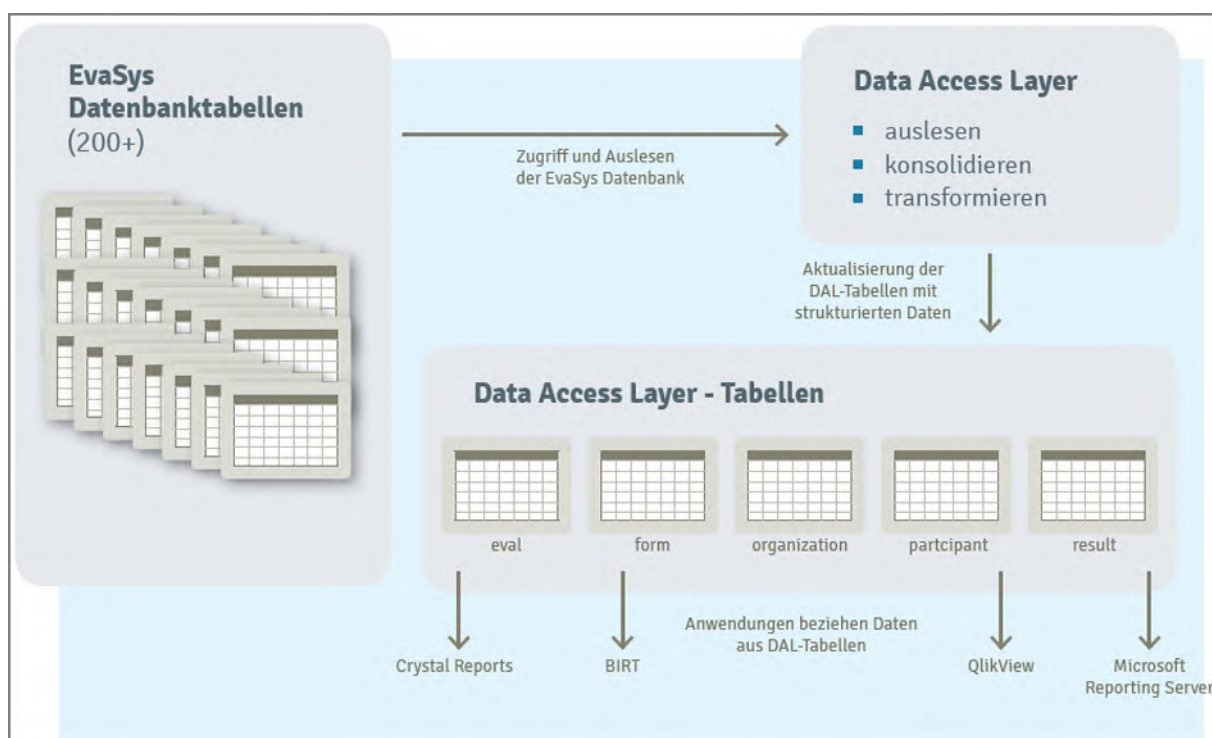 EvaSys
Datenbanktabellen
(200+)
Zugriff und Auslesen
der EvaSys Datenbank
Data Access Layer
auslesen
konsolidieren
transformieren
Aktualisierung der
DAL-Tabellen mit
strukturierten Daten
Data Access Layer - Tabellen
eval
form
organization
partcipant
result
Anwendungen beziehen Daten
aus DAL-Tabellen
Crystal Reports
BIRT
QlikView
Microsoft
Reporting Server